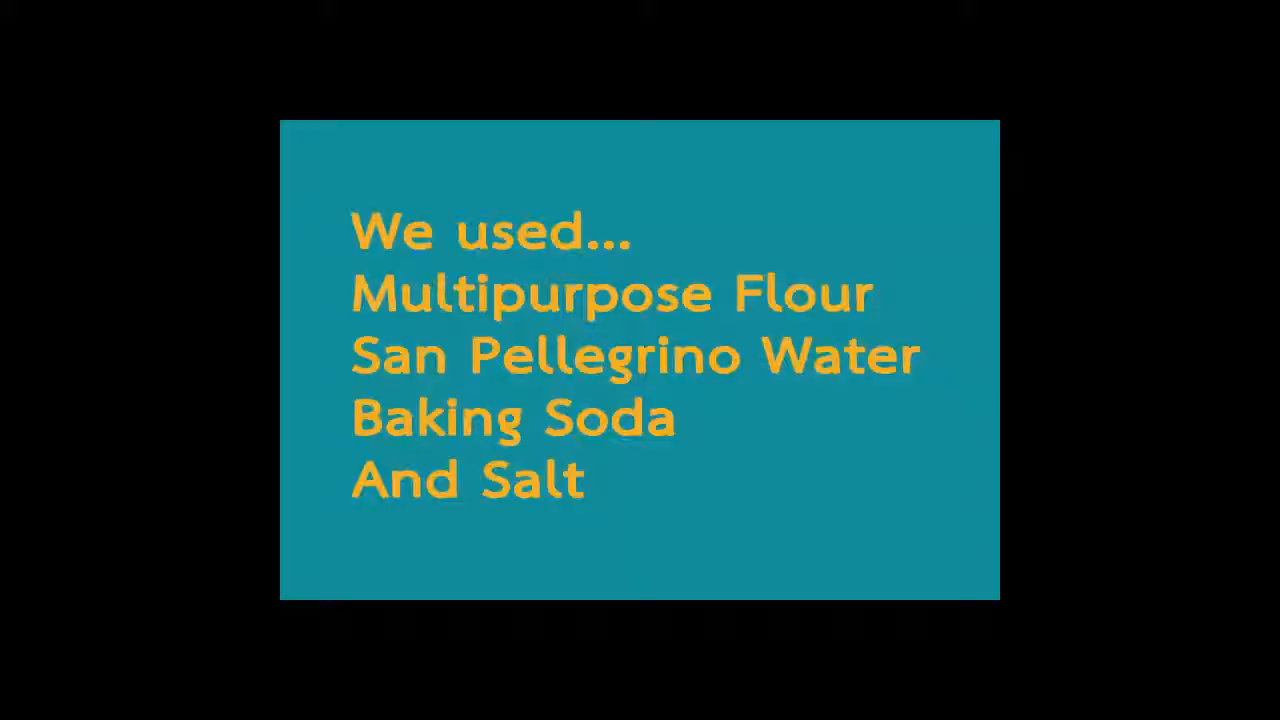 We used...
Multipurpose Flour
San Pellegrino Water
Baking Soda
And Salt